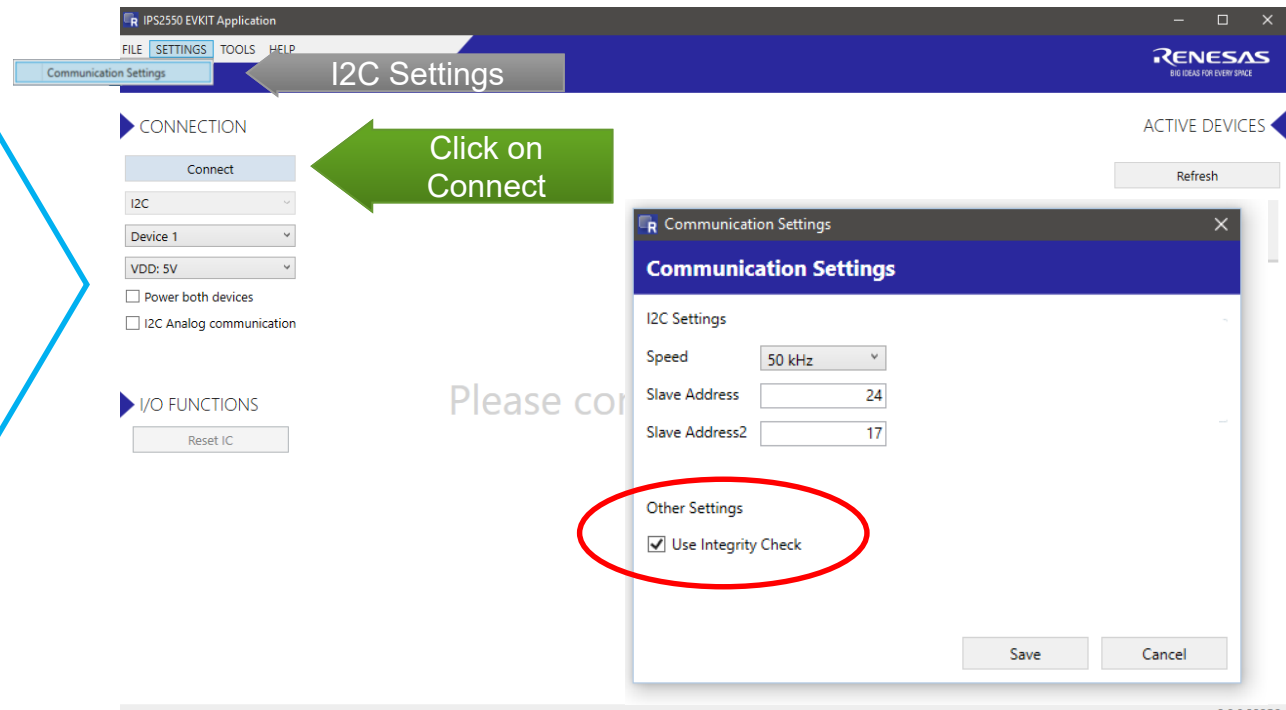 IPS2550 EVKIT Application
FILE SETTINGS TOOLS HELP
Communication Settings
I2C Settings
RENESAS
BIG IDEAS FOR EVERY SPACE
CONNECTION
ACTIVE DEVICES
Click on
Connect
Connect
Refresh
I2C
Device 1
VDD: 5V
Power both devices
I2C Analog communication
I/O FUNCTIONS
Reset IC
Please
Communication Settings
Communication Settings
I2C Settings
Speed 50 kHz
Slave Address 24
Slave Address2 17
Other Settings
Use Integrity Check
Save Cancel